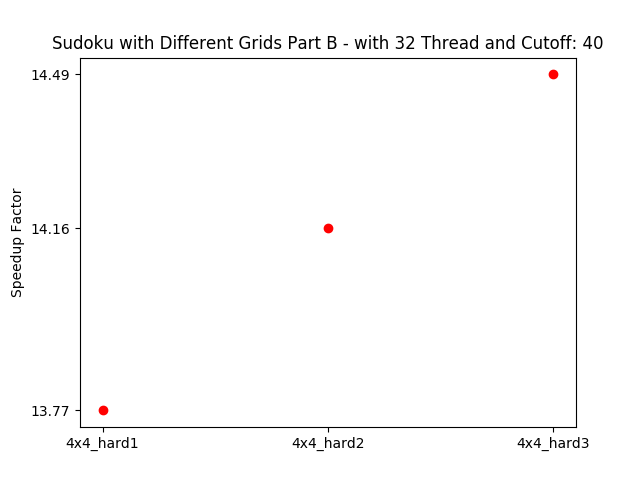 Sudoku with Different Grids Part B - with 32 Thread and Cutoff: 40
14.49
14.16
13.77
Speedup Factor
4x4_hard1
4x4_hard2
4x4_hard3